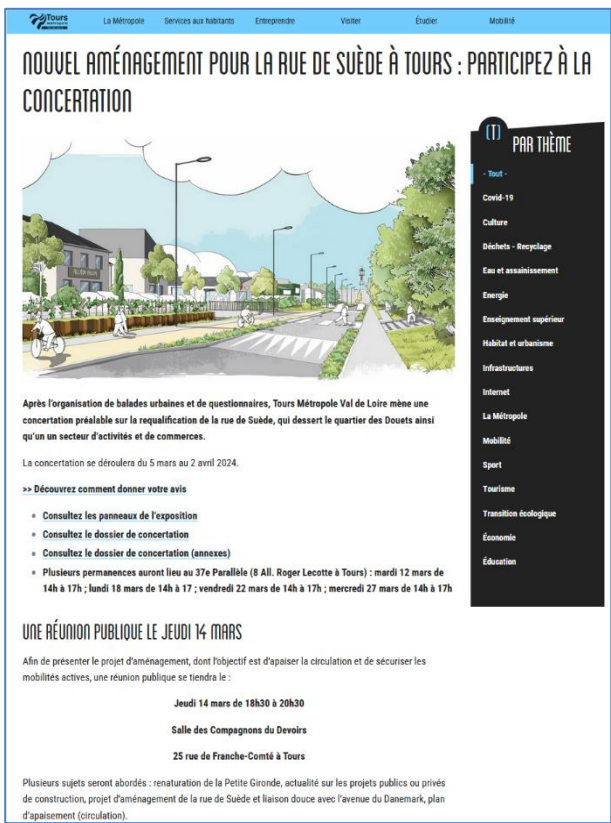 Tours
métropole
La Métropole Services aux habitants Entreprendre Visiter Étudier Mobilité
NOUVEL AMÉNAGEMENT POUR LA RUE DE SUÈDE À TOURS : PARTICIPEZ À LA
CONCERTATION
(T)
PAR THÈME
- Tout -
Covid-19
Culture
Déchets - Recyclage
Eau et assainissement
Energie
Enseignement supérieur
Habitat et urbanisme
Infrastructures
Internet
La Métropole
Mobilité
Sport
Tourisme
Transition écologique
Économie
Éducation
Après l'organisation de balades urbaines et de questionnaires, Tours Métropole Val de Loire mène une
concertation préalable sur la requalification de la rue de Suède, qui dessert le quartier des Douets ainsi
qu'un un secteur d'activités et de commerces.
La concertation se déroulera du 5 mars au 2 avril 2024.
>> Découvrez comment donner votre avis
Consultez les panneaux de l'exposition
Consultez le dossier de concertation
Consultez le dossier de concertation (annexes)
Plusieurs permanences auront lieu au 37e Parallèle (8 All. Roger Lecotte à Tours) : mardi 12 mars de
14h à 17h ; lundi 18 mars de 14h à 17 ; vendredi 22 mars de 14h à 17h ; mercredi 27 mars de 14h à 17h
UNE RÉUNION PUBLIQUE LE JEUDI 14 MARS
Afin de présenter le projet d'aménagement, dont l'objectif est d'apaiser la circulation et de sécuriser les
mobilités actives, une réunion publique se tiendra le :
Jeudi 14 mars de 18h30 à 20h30
Salle des Compagnons du Devoirs
25 rue de Franche-Comté à Tours
Plusieurs sujets seront abordés : renaturation de la Petite Gironde, actualité sur les projets publics ou privés
de construction, projet d'aménagement de la rue de Suède et liaison douce avec l'avenue du Danemark, plan
d'apaisement (circulation).